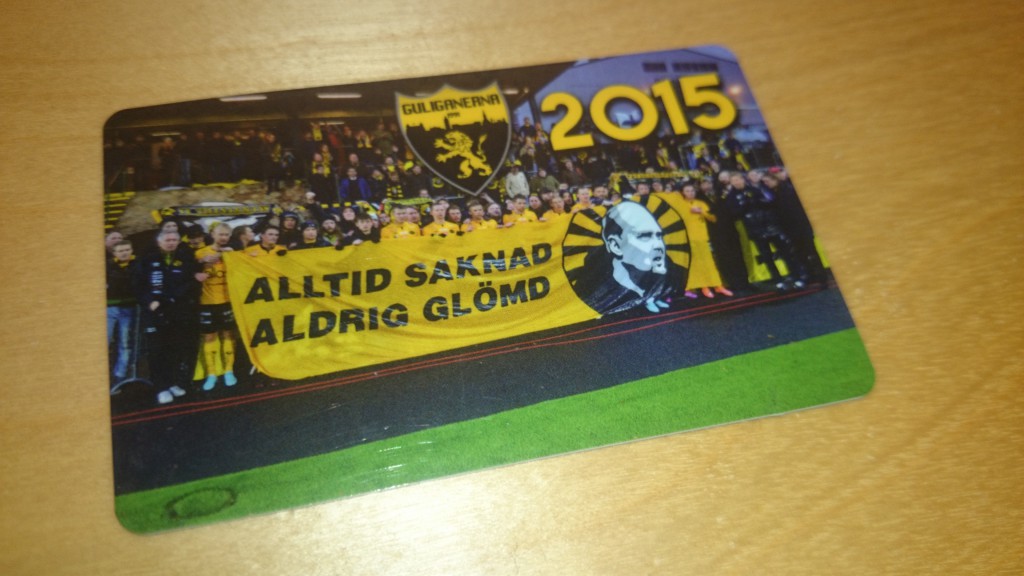 GULIGANERNA
2015
ALLTID SAKNAD
ALDRIG GLÖMD